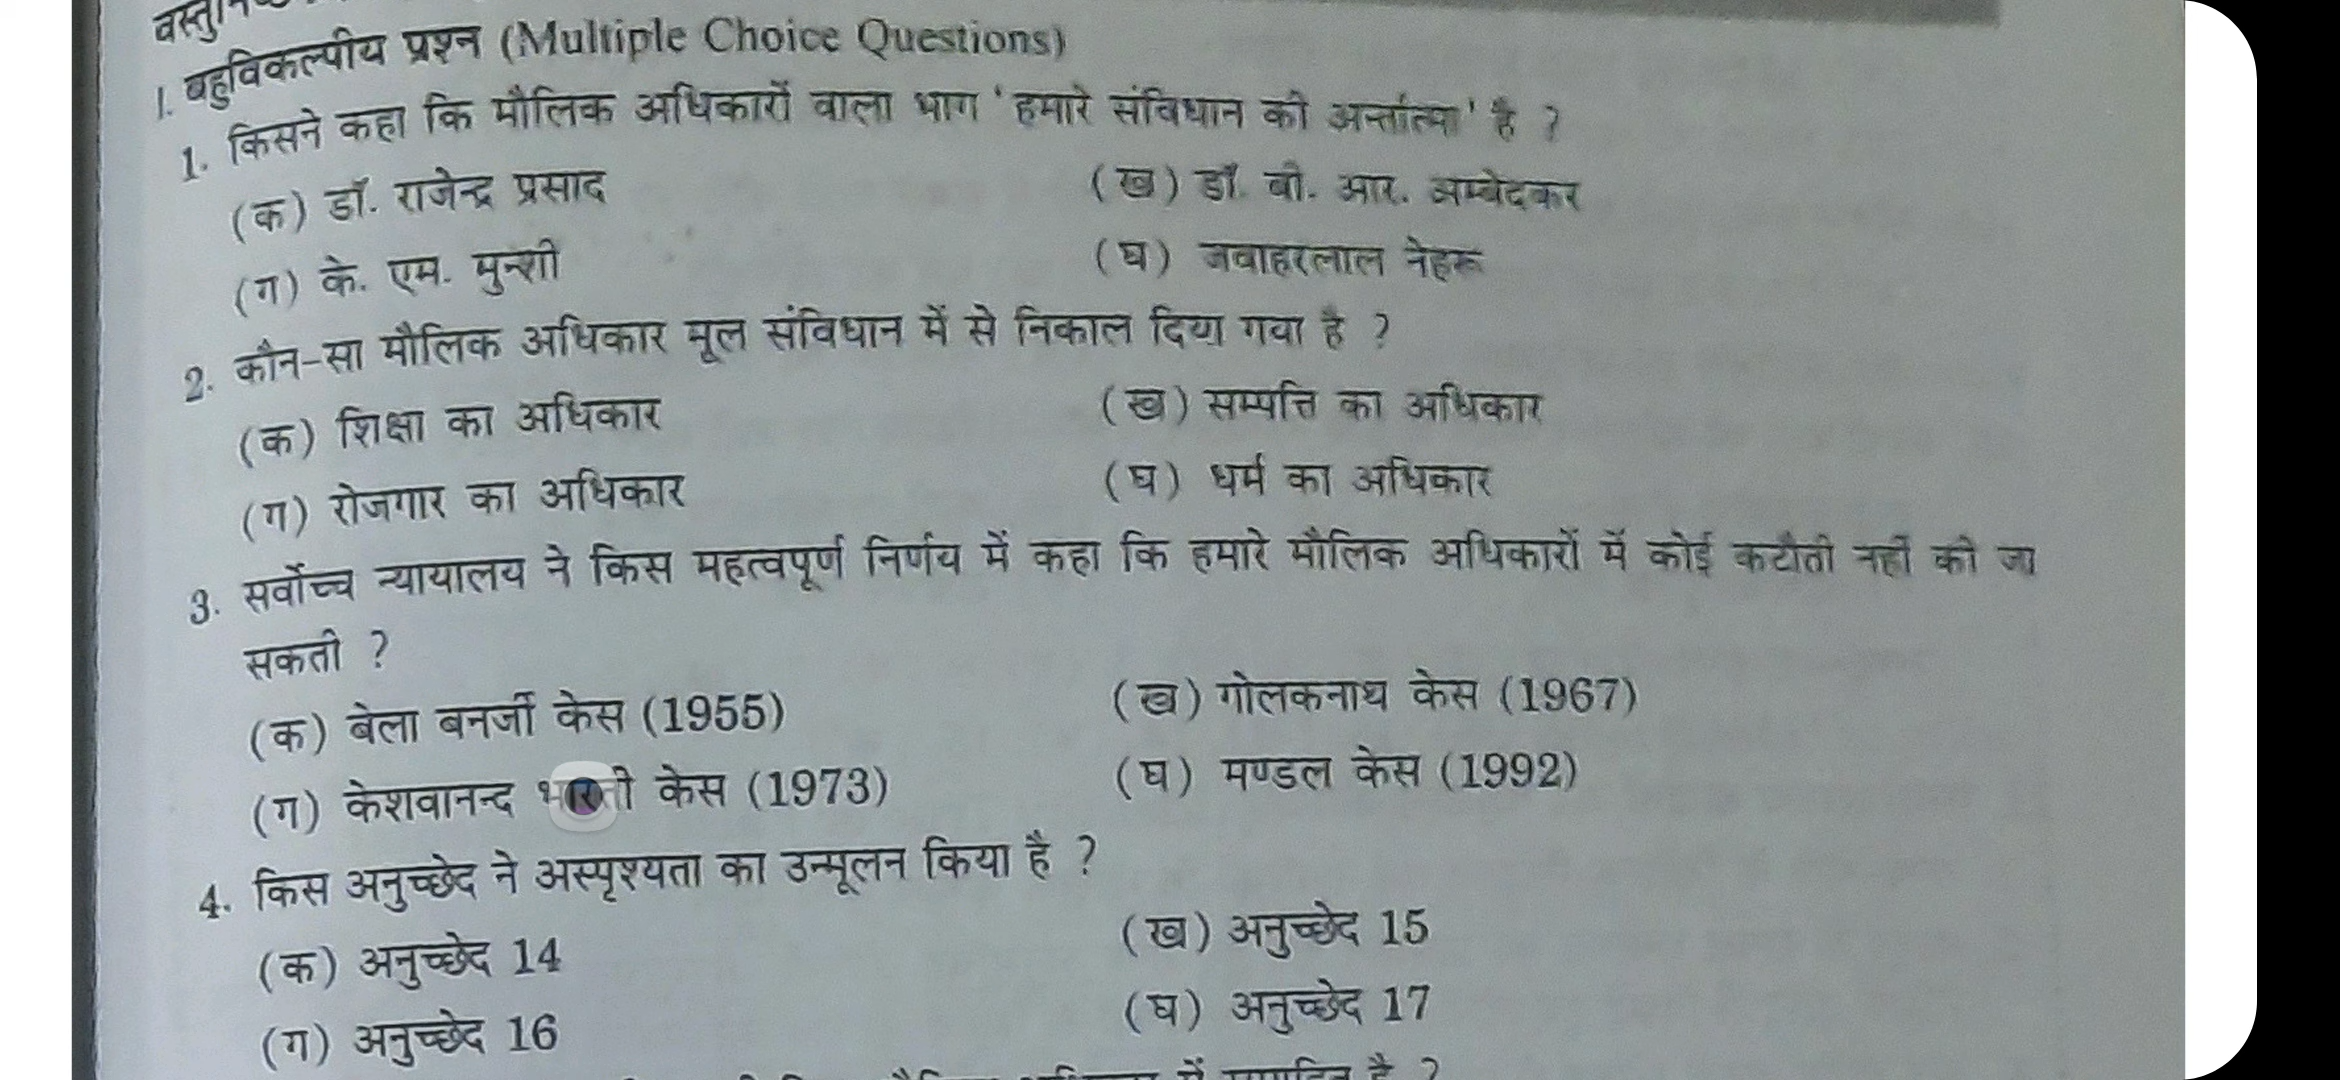 I. बहुविकल्पीय प्रश्न (Multiple Choice Questions)
1. किसने कहा कि मौलिक अधिकारों वाला भाग 'हमारे संविधान की अर्न्तात्मा' है ?
(क) डॉ. राजेन्द्र प्रसाद (ख) डॉ. बी. आर. अम्बेदकर
(ग) के. एम. मुन्शी (घ) जवाहरलाल नेहरू
2. कौन-सा मौलिक अधिकार मूल संविधान में से निकाल दिया गया है ?
(क) शिक्षा का अधिकार (ख) सम्पत्ति का अधिकार
(ग) रोजगार का अधिकार (घ) धर्म का अधिकार
3. सर्वोच्च न्यायालय ने किस महत्वपूर्ण निर्णय में कहा कि हमारे मौलिक अधिकारों में कोई कटौती नहीं की जा
सकती ?
(क) बेला बनर्जी केस (1955) (ख) गोलकनाथ केस (1967)
(ग) केशवानन्द भारती केस (1973) (घ) मण्डल केस (1992)
4. किस अनुच्छेद ने अस्पृश्यता का उन्मूलन किया है ?
(क) अनुच्छेद 14 (ख) अनुच्छेद 15
(ग) अनुच्छेद 16 (घ) अनुच्छेद 17